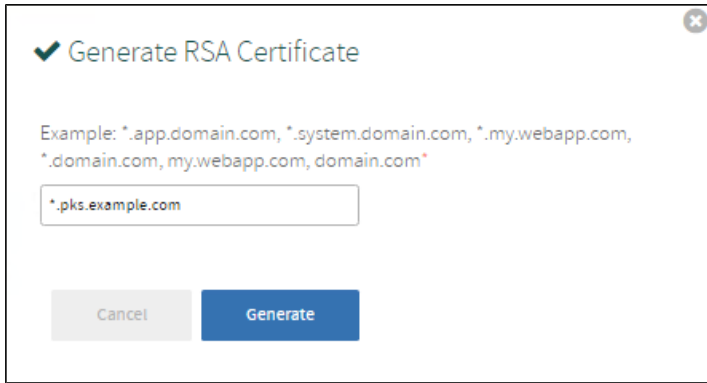 Generate RSA Certificate
Example: *.app.domain.com, *.system.domain.com, *.my.webapp.com,
*.domain.com, my.webapp.com, domain.com*
*.pks.example.com
Cancel
Generate